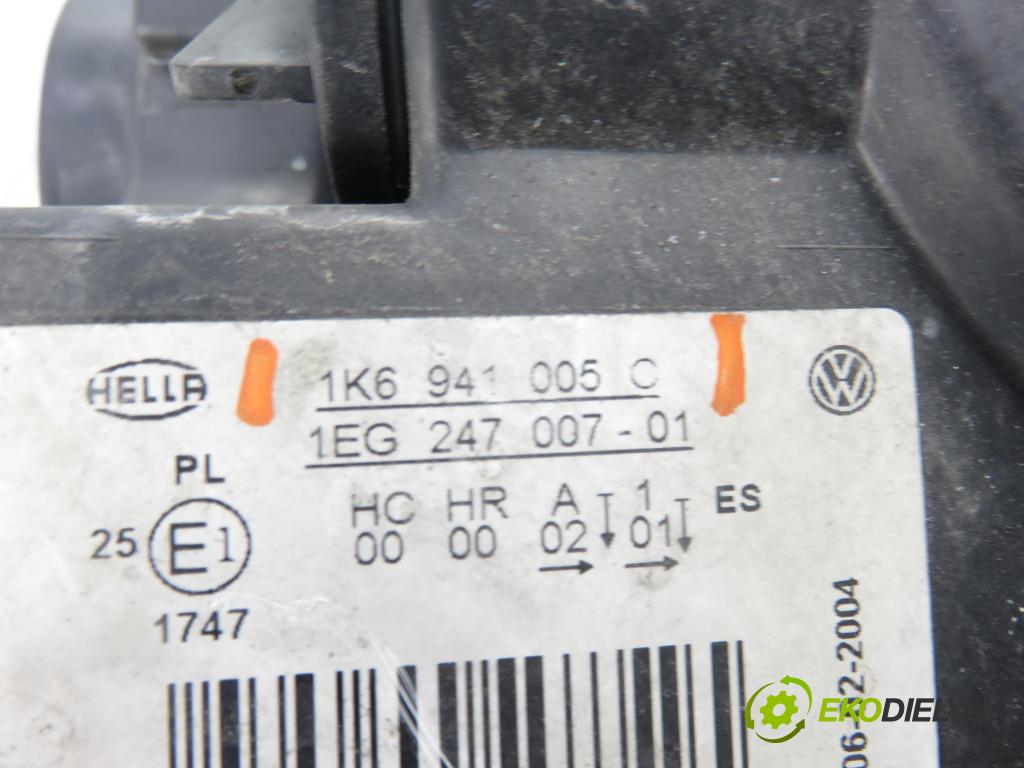 HELLA
1K6 941 005 C
1EG 247 007-01
PL
HC HR A 1 ES
00 00 02 01
25 E1
1747
06-12-2004
EKODIEL